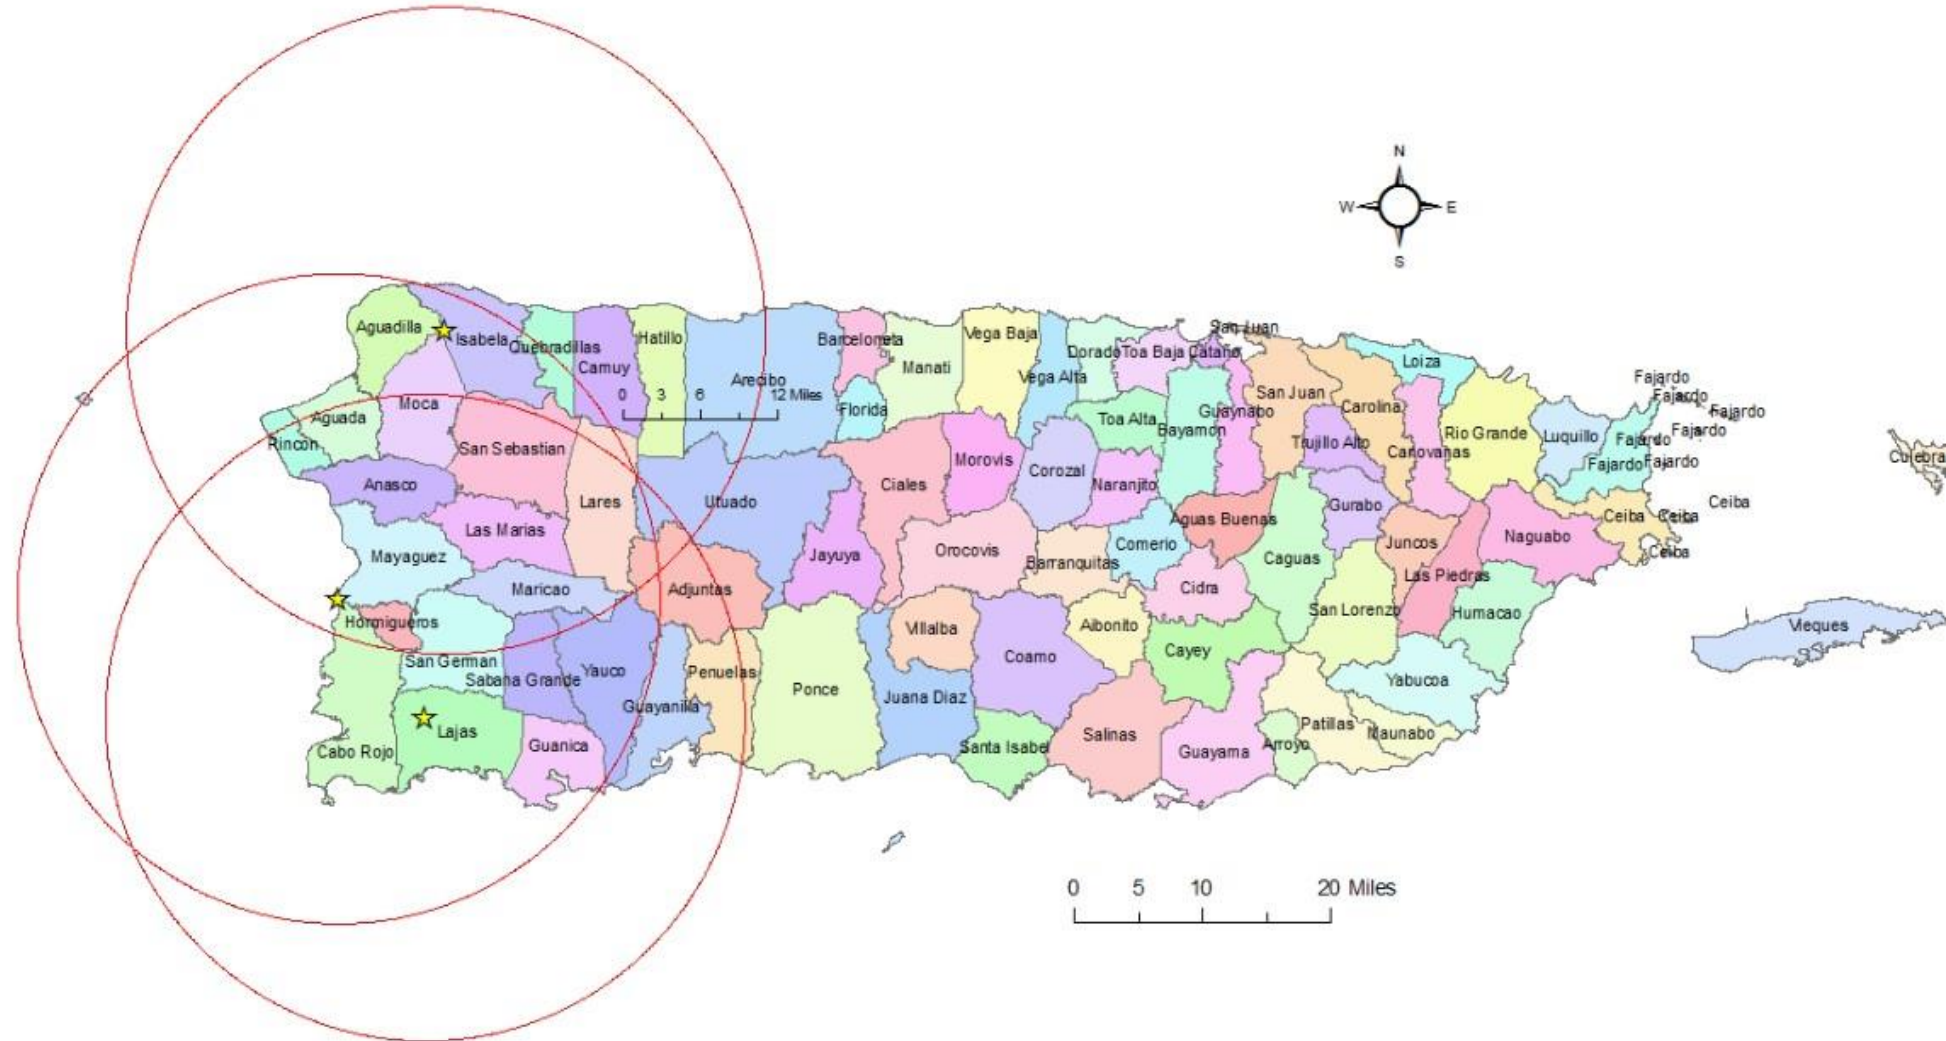 N
W E
S
San Juan
Aguadilla
Isabela
Quebradillas
Camuy
Hatillo
Arecibo
Barceloneta
Manati
Vega Baja
Vega Alta
Dorado
Toa Baja
Cataño
Loiza
Fajardo
Fajardo
Fajardo
Fajardo
Fajardo
Fajardo
Fajardo
0 3 6 12 Miles
Aguada
Moca
Florida
Toa Alta
Bayamon
Guaynabo
San Juan
Carolina
Trujillo Alto
Canovanas
Rio Grande
Luquillo
Culebra
Rincon
San Sebastian
Anasco
Lares
Utuado
Ciales
Morovis
Corozal
Naranjito
Aguas Buenas
Gurabo
Ceiba
Ceiba
Ceiba
Ceiba
Las Marias
Mayaguez
Jayuya
Orocovis
Barranquitas
Comerio
Caguas
Juncos
Naguabo
Maricao
Adjuntas
Cidra
Las Piedras
San Lorenzo
Humacao
Hormigueros
Villalba
Aibonito
Vieques
San German
Sabana Grande
Yauco
Penuelas
Ponce
Coamo
Cayey
Yabucoa
Guayanilla
Juana Diaz
Lajas
Guanica
Cabo Rojo
Santa Isabel
Salinas
Guayama
Arroyo
Patillas
Maunabo
0 5 10 20 Miles